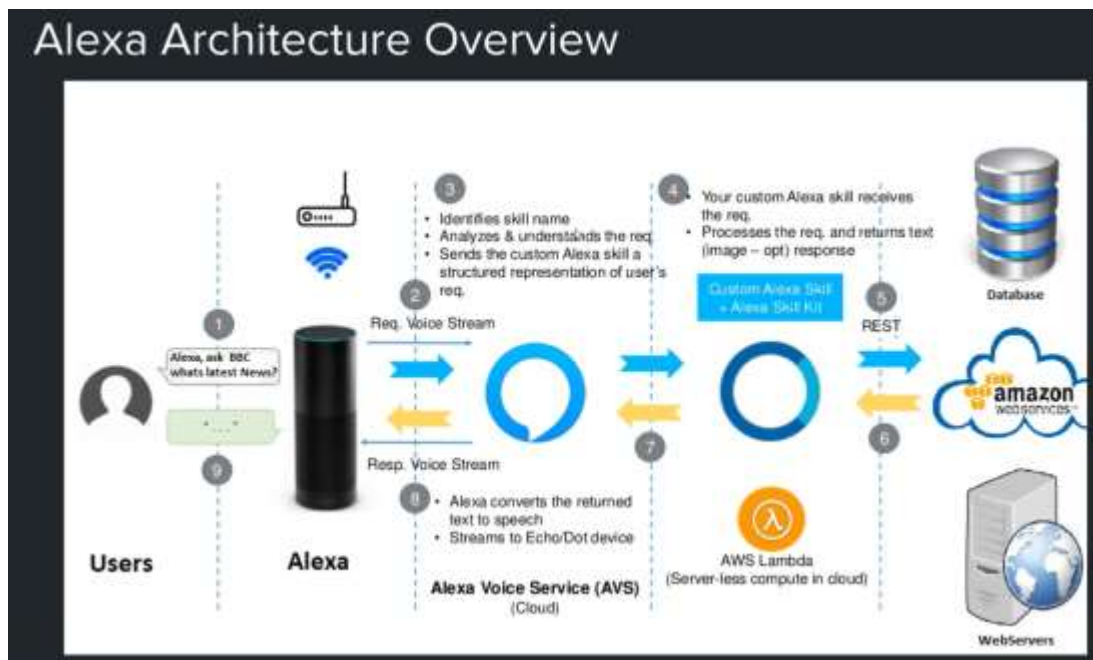 Alexa Architecture Overview
3
• Identifies skill name
• Analyzes & understands the req.
• Sends the custom Alexa skill a
structured representation of user's
req.
4
• Your custom Alexa skill receives
the req.
• Processes the req. and returns text
(image – opt) response
Custom Alexa Skill
+ Alexa Skill Kit
Database
1
2
5
Req. Voice Stream
REST
Alexa, ask BBC
whats latest News?
amazon
webservices™
" .... "
9
Resp. Voice Stream
7
6
8
• Alexa converts the returned
text to speech
• Streams to Echo/Dot device
λ
Users
Alexa
AWS Lambda
(Server-less compute in cloud)
Alexa Voice Service (AVS)
(Cloud)
WebServers